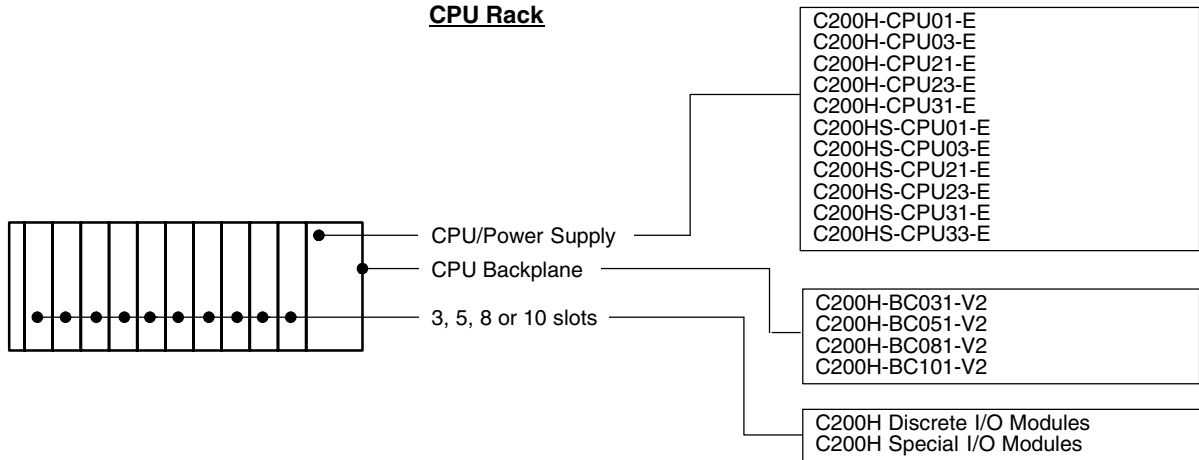 CPU Rack
C200H-CPU01-E
C200H-CPU03-E
C200H-CPU21-E
C200H-CPU23-E
C200H-CPU31-E
C200HS-CPU01-E
C200HS-CPU03-E
C200HS-CPU21-E
C200HS-CPU23-E
C200HS-CPU31-E
C200HS-CPU33-E
CPU/Power Supply
CPU Backplane
3, 5, 8 or 10 slots
C200H-BC031-V2
C200H-BC051-V2
C200H-BC081-V2
C200H-BC101-V2
C200H Discrete I/O Modules
C200H Special I/O Modules